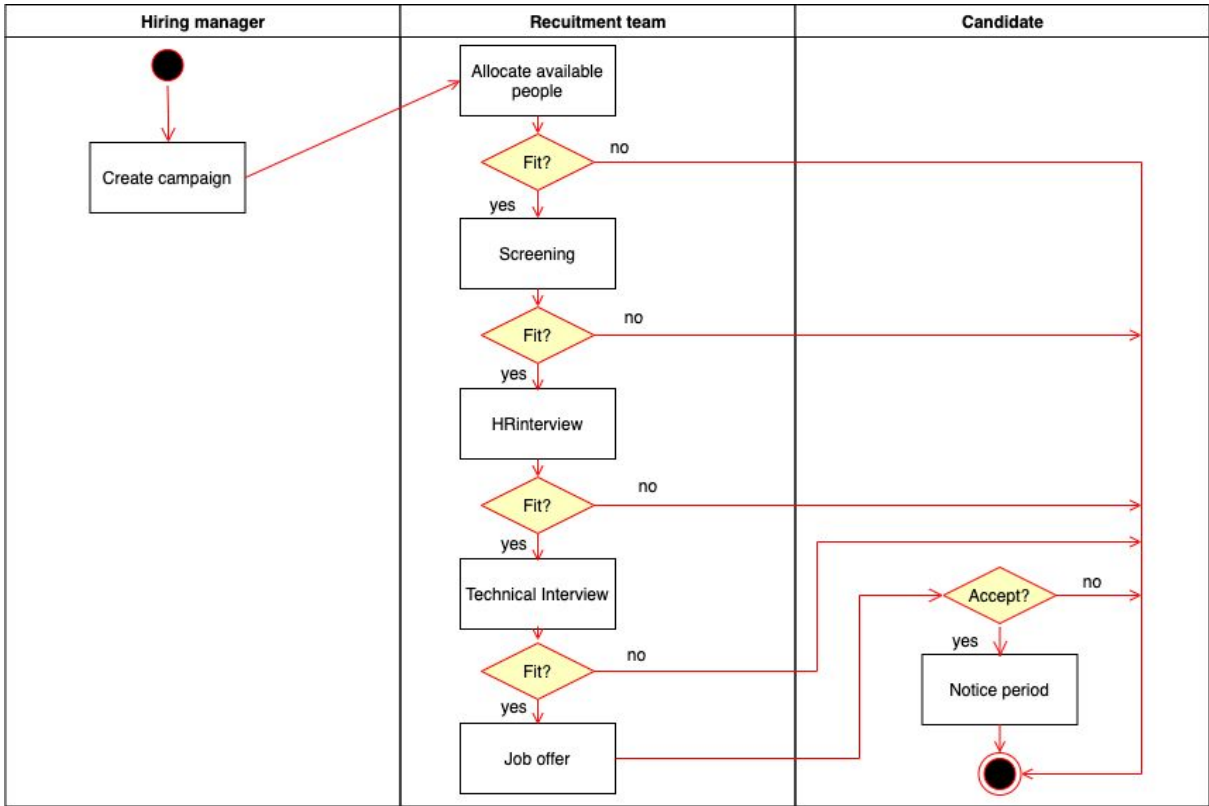 Hiring manager
Recuitment team
Candidate
Allocate available
people
Fit?
no
Create campaign
yes
Screening
Fit?
no
yes
HRinterview
Fit?
no
yes
Technical Interview
Accept?
no
yes
Fit?
no
Notice period
yes
Job offer